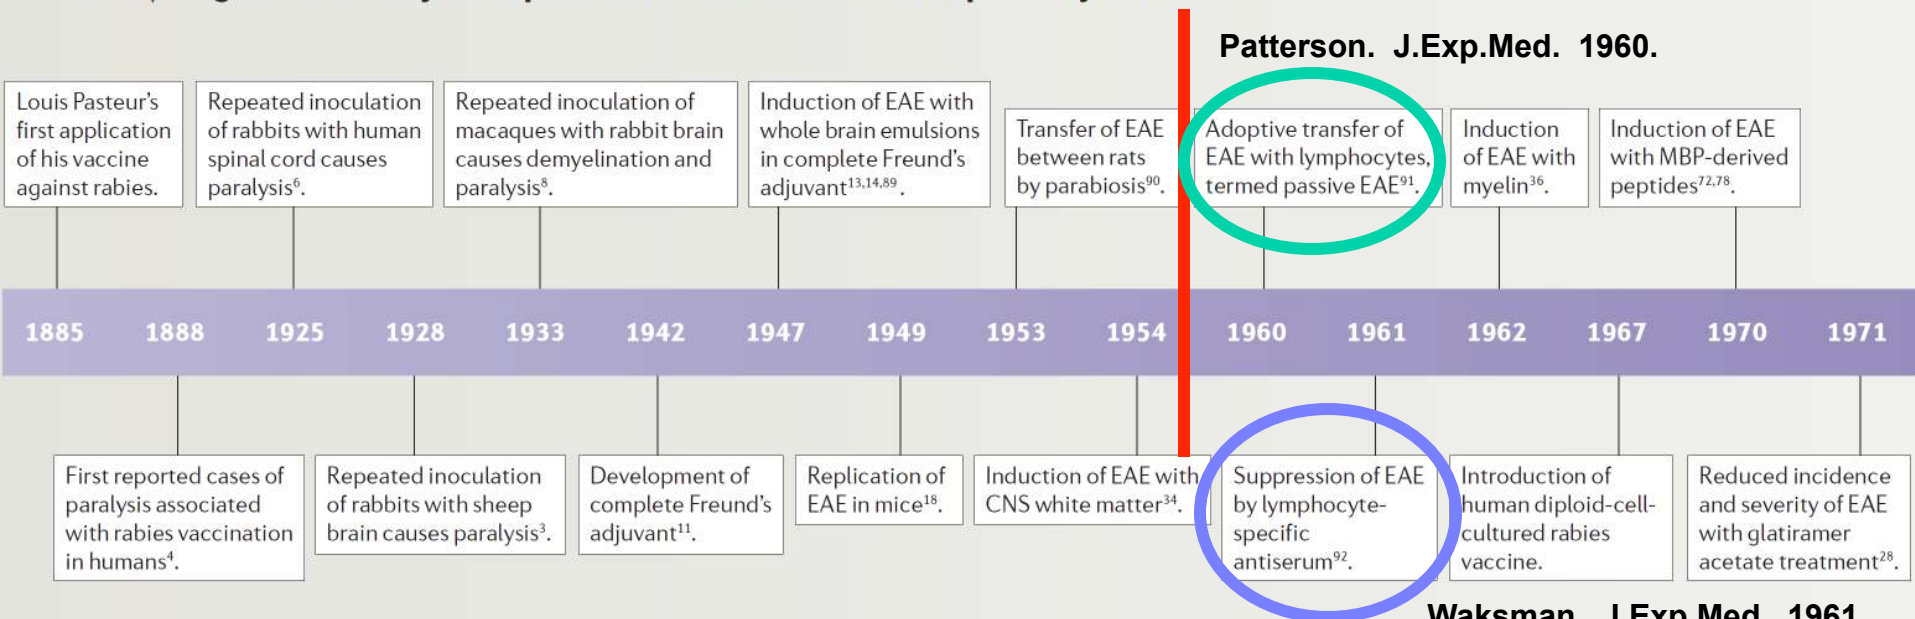 Patterson. J.Exp.Med. 1960.
Louis Pasteur's
first application
of his vaccine
against rabies.
Repeated inoculation
of rabbits with human
spinal cord causes
paralysis⁶.
Repeated inoculation of
macaques with rabbit brain
causes demyelination and
paralysis⁸.
Induction of EAE with
whole brain emulsions
in complete Freund's
adjuvant¹³,¹⁴,⁸⁹.
Transfer of EAE
between rats
by parabiosis⁹⁰.
Adoptive transfer of
EAE with lymphocytes,
termed passive EAE⁹¹.
Induction
of EAE with
myelin³⁶.
Induction of EAE
with MBP-derived
peptides⁷²,⁷⁸.
1885 1888 1925 1928 1933 1942 1947 1949 1953 1954 1960 1961 1962 1967 1970 1971
First reported cases of
paralysis associated
with rabies vaccination
in humans⁴.
Repeated inoculation
of rabbits with sheep
brain causes paralysis³.
Development of
complete Freund's
adjuvant¹¹.
Replication of
EAE in mice¹⁸.
Induction of EAE with
CNS white matter³⁴.
Suppression of EAE
by lymphocyte-
specific
antiserum⁹².
Introduction of
human diploid-cell-
cultured rabies
vaccine.
Reduced incidence
and severity of EAE
with glatiramer
acetate treatment²⁸.
Waksman. J.Exp.Med. 1961